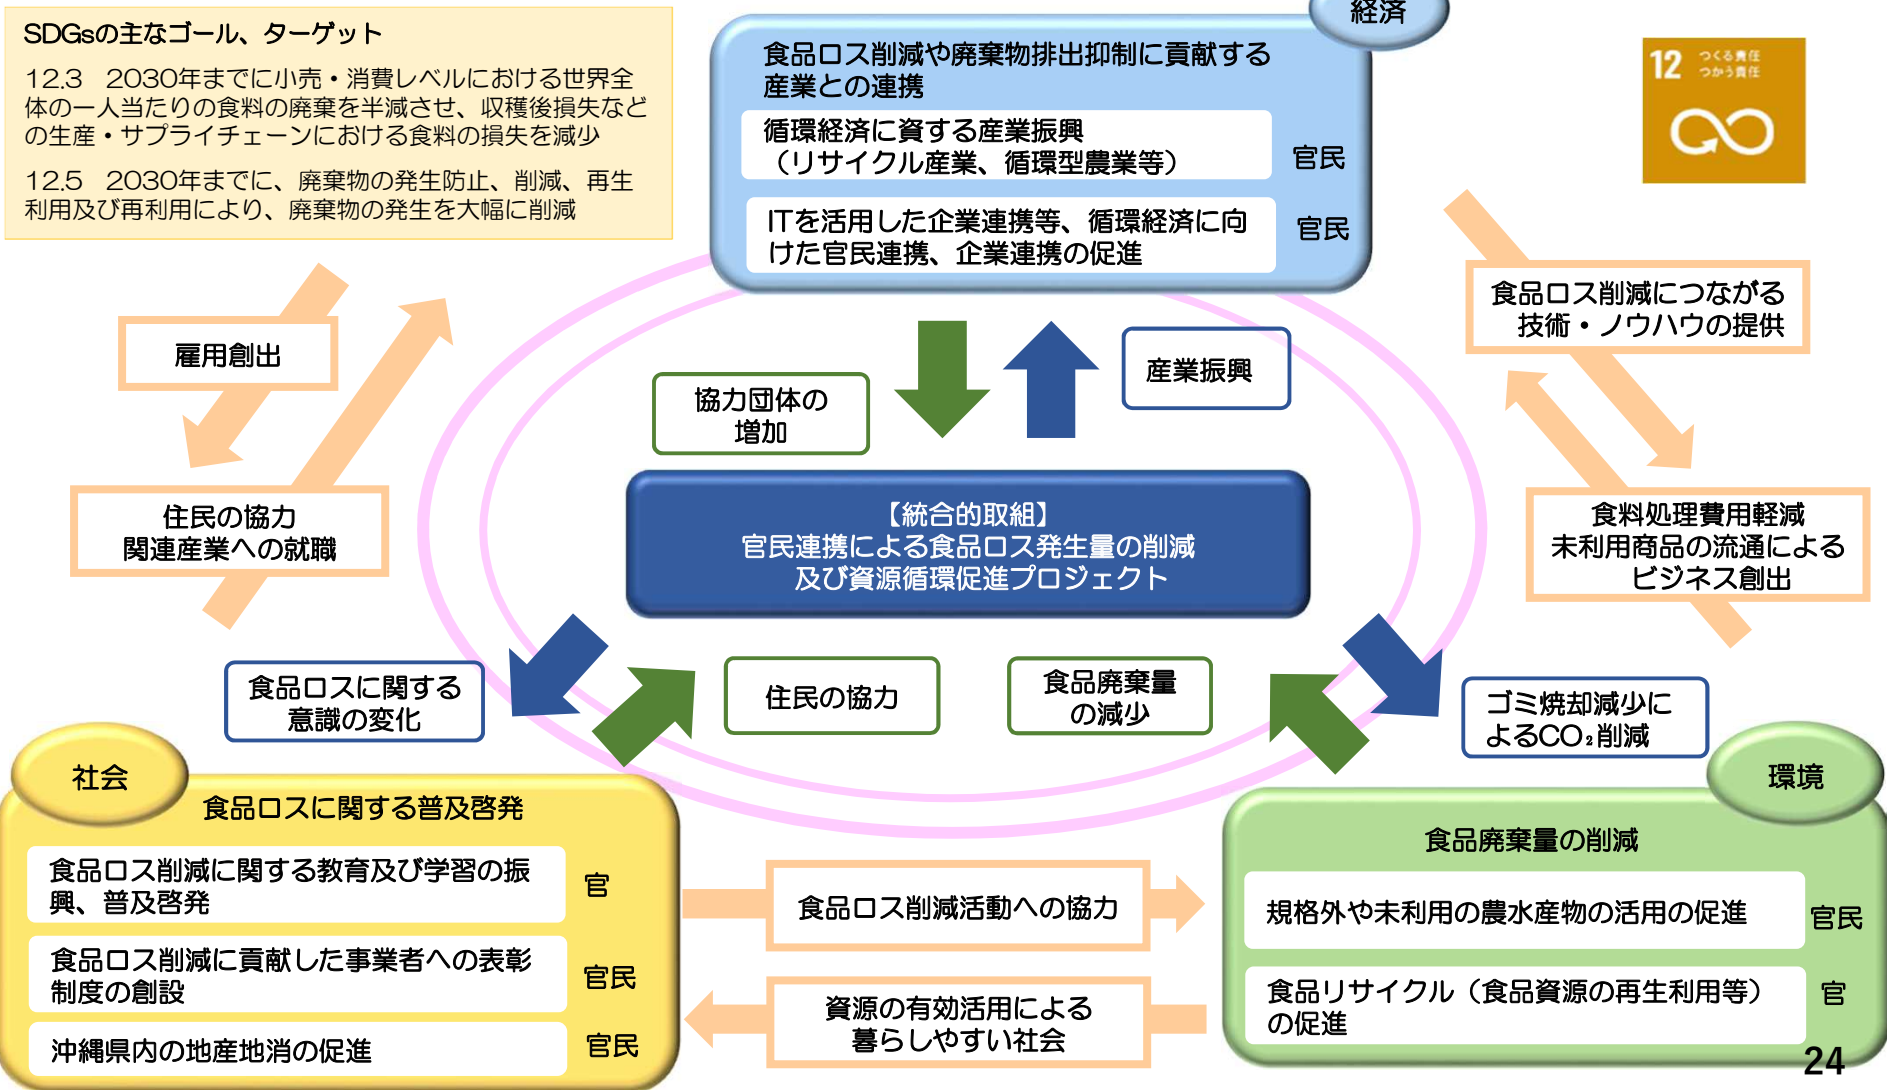 SDGsの主なゴール、ターゲット
12.3　2030年までに小売・消費レベルにおける世界全
体の一人当たりの食料の廃棄を半減させ、収穫後損失など
の生産・サプライチェーンにおける食料の損失を減少
12.5　2030年までに、廃棄物の発生防止、削減、再生
利用及び再利用により、廃棄物の発生を大幅に削減
経済
食品ロス削減や廃棄物排出抑制に貢献する
産業との連携
循環経済に資する産業振興
（リサイクル産業、循環型農業等）
官民
ITを活用した企業連携等、循環経済に向
けた官民連携、企業連携の促進
官民
12 つくる責任
つかう責任
雇用創出
住民の協力
関連産業への就職
食品ロス削減につながる
技術・ノウハウの提供
食料処理費用軽減
未利用商品の流通による
ビジネス創出
協力団体の
増加
産業振興
【統合的取組】
官民連携による食品ロス発生量の削減
及び資源循環促進プロジェクト
食品ロスに関する
意識の変化
住民の協力
食品廃棄量
の減少
ゴミ焼却減少に
よるCO₂削減
社会
食品ロスに関する普及啓発
食品ロス削減に関する教育及び学習の振
興、普及啓発
官
食品ロス削減に貢献した事業者への表彰
制度の創設
官民
沖縄県内の地産地消の促進
官民
食品ロス削減活動への協力
資源の有効活用による
暮らしやすい社会
環境
食品廃棄量の削減
規格外や未利用の農水産物の活用の促進
官民
食品リサイクル（食品資源の再生利用等）
の促進
官
24